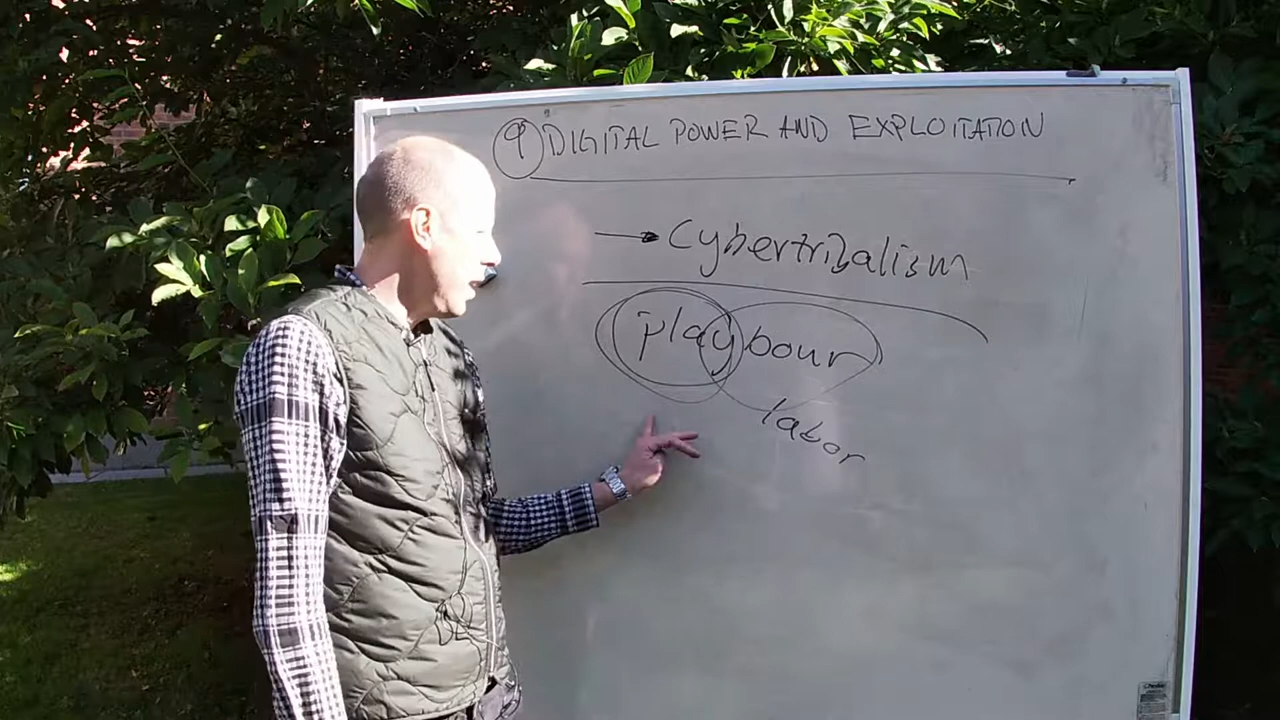 9 DIGITAL POWER AND EXPLOITATION
→ Cybertribalism
playbour
labor